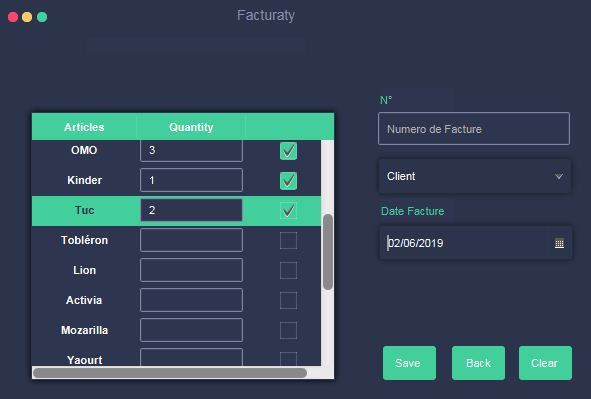 Facturaty
Articles Quantity
OMO 3
Kinder 1
Tuc 2
Tobléron
Lion
Activia
Mozarilla
Yaourt
N°
Numero de Facture
Client
Date Facture
02/06/2019
Save Back Clear